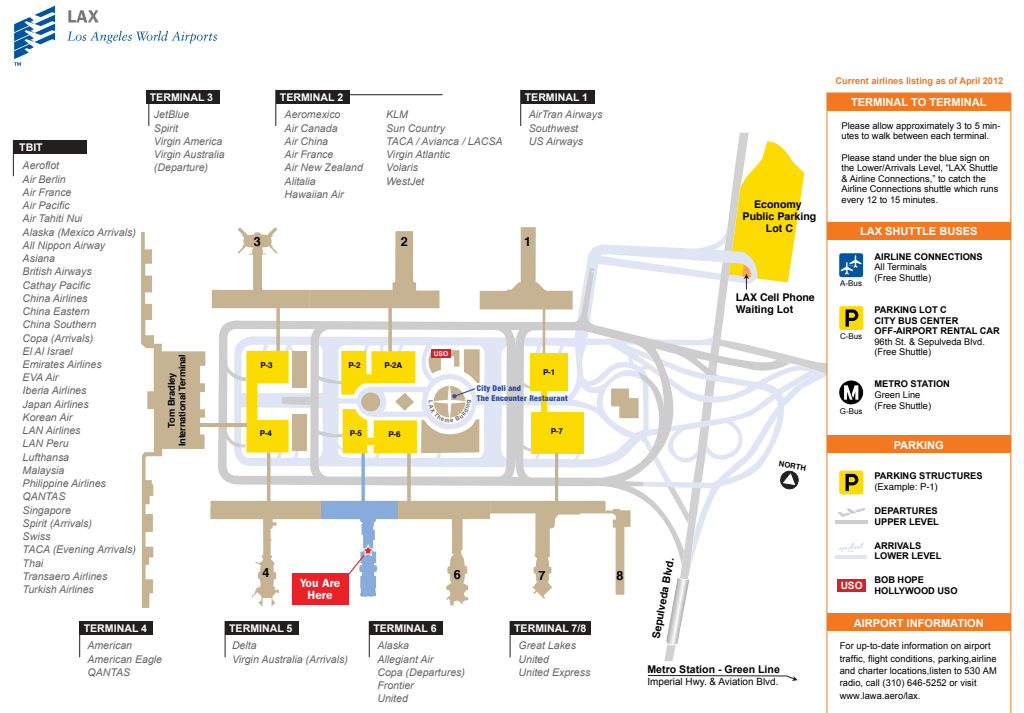 LAX
Los Angeles World Airports
TM
Current airlines listing as of April 2012
TERMINAL 3
JetBlue
Spirit
Virgin America
Virgin Australia
(Departure)
TERMINAL 2
Aeromexico
Air Canada
Air China
Air France
Air New Zealand
Alitalia
Hawaiian Air
KLM
Sun Country
TACA / Avianca / LACSA
Virgin Atlantic
Volaris
WestJet
TERMINAL 1
AirTran Airways
Southwest
US Airways
TBIT
Aeroflot
Air Berlin
Air France
Air Pacific
Air Tahiti Nui
Alaska (Mexico Arrivals)
All Nippon Airway
Asiana
British Airways
Cathay Pacific
China Airlines
China Eastern
China Southern
Copa (Arrivals)
El Al Israel
Emirates Airlines
EVA Air
Iberia Airlines
Japan Airlines
Korean Air
LAN Airlines
LAN Peru
Lufthansa
Malaysia
Philippine Airlines
QANTAS
Singapore
Spirit (Arrivals)
Swiss
TACA (Evening Arrivals)
Thai
Transaero Airlines
Turkish Airlines
3
2
1
Economy
Public Parking
Lot C
LAX Cell Phone
Waiting Lot
Tom Bradley
International Terminal
P-3
P-2
P-2A
USO
P-1
City Deli and
The Encounter Restaurant
LAX Theme Building
P-4
P-5
P-6
P-7
NORTH
4
You Are
Here
6
7
8
Sepulveda Blvd.
Metro Station - Green Line
Imperial Hwy. & Aviation Blvd.
TERMINAL 4
American
American Eagle
QANTAS
TERMINAL 5
Delta
Virgin Australia (Arrivals)
TERMINAL 6
Alaska
Allegiant Air
Copa (Departures)
Frontier
United
TERMINAL 7/8
Great Lakes
United
United Express
TERMINAL TO TERMINAL
Please allow approximately 3 to 5 min-
utes to walk between each terminal.
Please stand under the blue sign on
the Lower/Arrivals Level, "LAX Shuttle
& Airline Connections," to catch the
Airline Connections shuttle which runs
every 12 to 15 minutes.
LAX SHUTTLE BUSES
A-Bus
AIRLINE CONNECTIONS
All Terminals
(Free Shuttle)
P
C-Bus
PARKING LOT C
CITY BUS CENTER
OFF-AIRPORT RENTAL CAR
96th St. & Sepulveda Blvd.
(Free Shuttle)
M
G-Bus
METRO STATION
Green Line
(Free Shuttle)
PARKING
P
PARKING STRUCTURES
(Example: P-1)
DEPARTURES
UPPER LEVEL
ARRIVALS
LOWER LEVEL
USO
BOB HOPE
HOLLYWOOD USO
AIRPORT INFORMATION
For up-to-date information on airport
traffic, flight conditions, parking,airline
and charter locations,listen to 530 AM
radio, call (310) 646-5252 or visit
www.lawa.aero/lax.